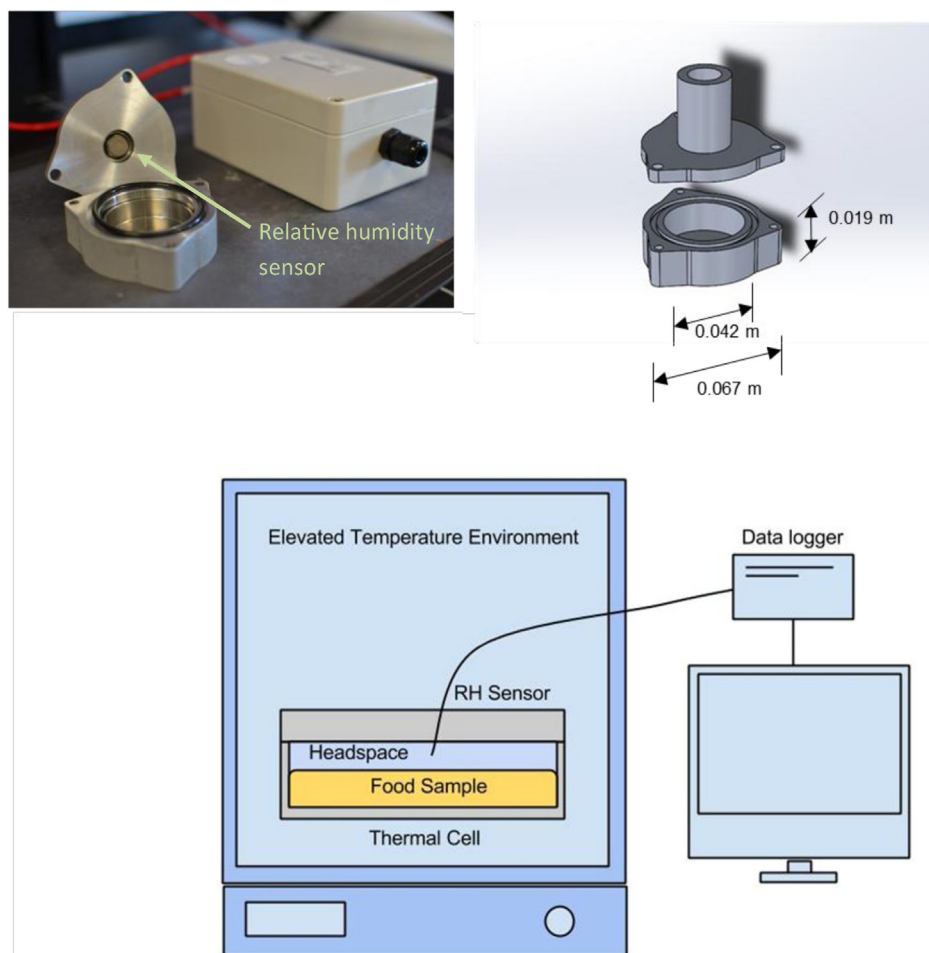 Relative humidity
sensor
0.019 m
0.042 m
0.067 m
Elevated Temperature Environment
Data logger
RH Sensor
Headspace
Food Sample
Thermal Cell